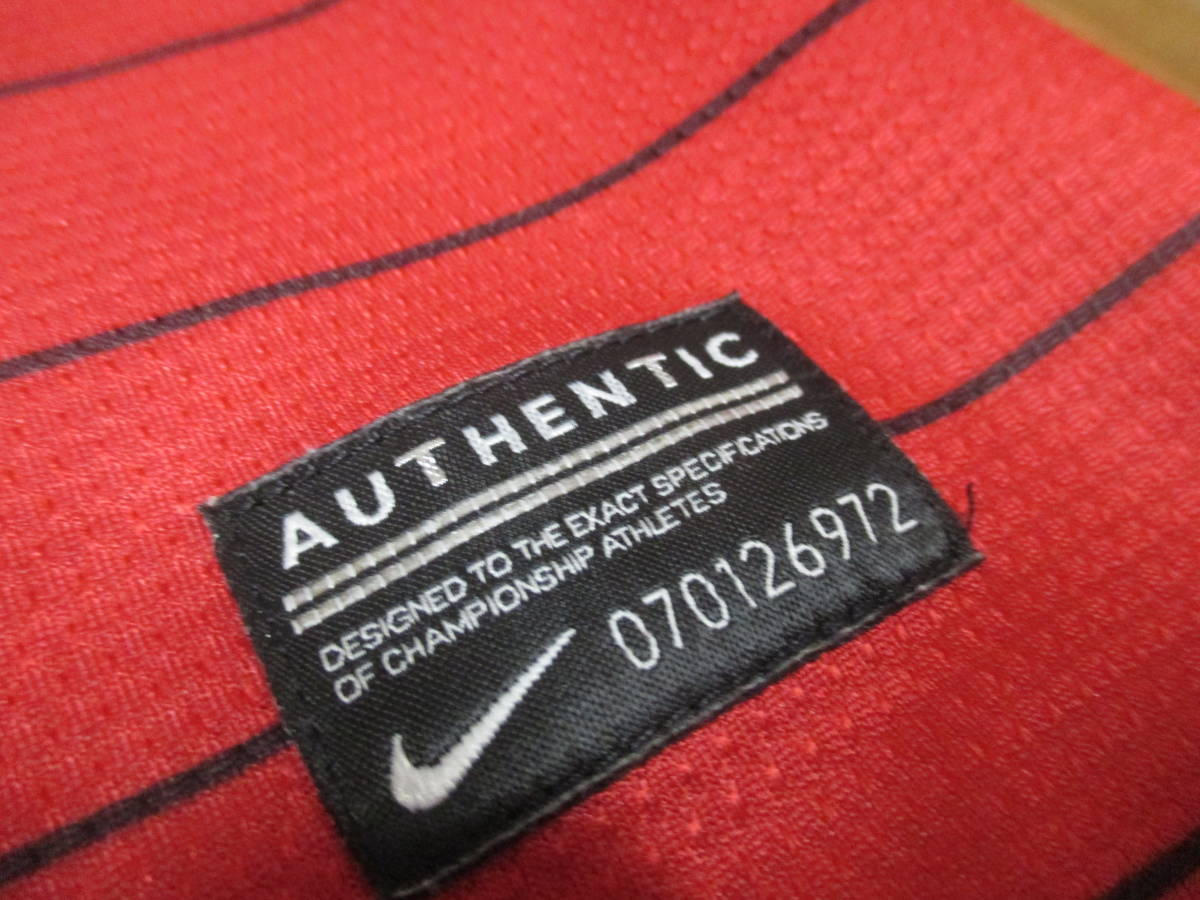 AUTHENTIC
DESIGNED TO THE EXACT SPECIFICATIONS
OF CHAMPIONSHIP ATHLETES
070126972